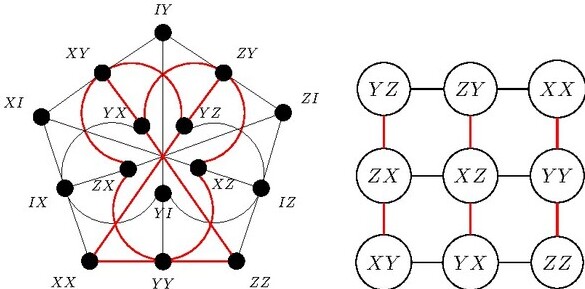 IY
XY ZY
XI ZI
YX YZ
ZX XZ
IX IZ
YI
XX YY ZZ
YZ ZY XX
ZX XZ YY
XY YX ZZ